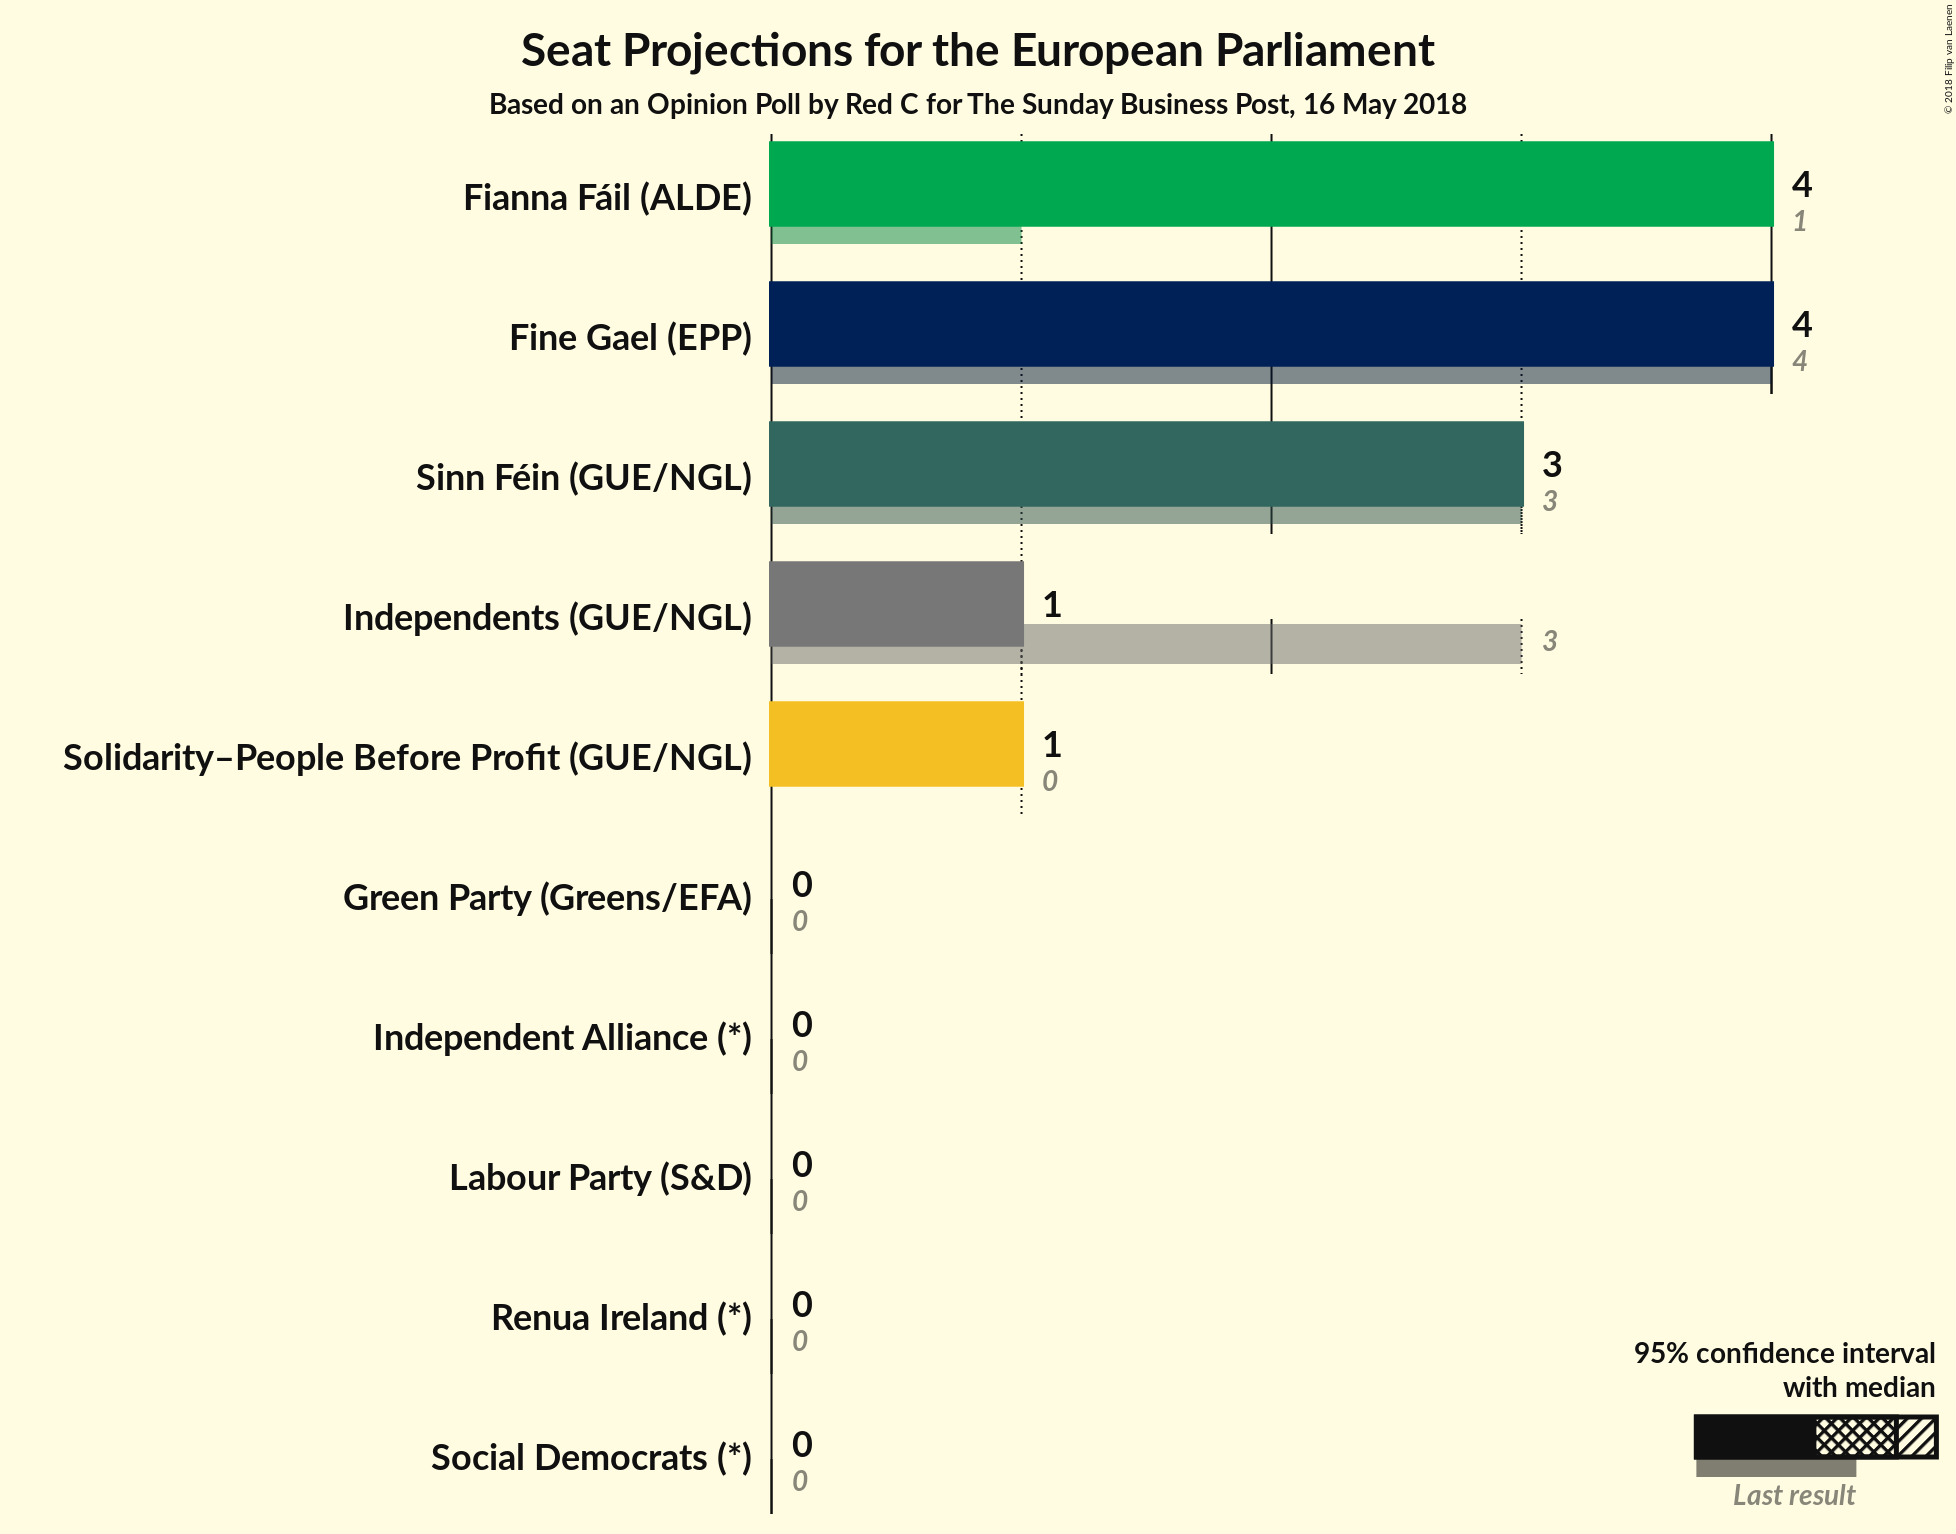 Seat Projections for the European Parliament
Based on an Opinion Poll by Red C for The Sunday Business Post, 16 May 2018
© 2018 Filip van Laenen
Fianna Fáil (ALDE)
4
1
Fine Gael (EPP)
4
4
Sinn Féin (GUE/NGL)
3
3
Independents (GUE/NGL)
1
3
Solidarity–People Before Profit (GUE/NGL)
1
0
Green Party (Greens/EFA)
0
0
Independent Alliance (*)
0
0
Labour Party (S&D)
0
0
Renua Ireland (*)
0
0
Social Democrats (*)
0
0
95% confidence interval
with median
Last result